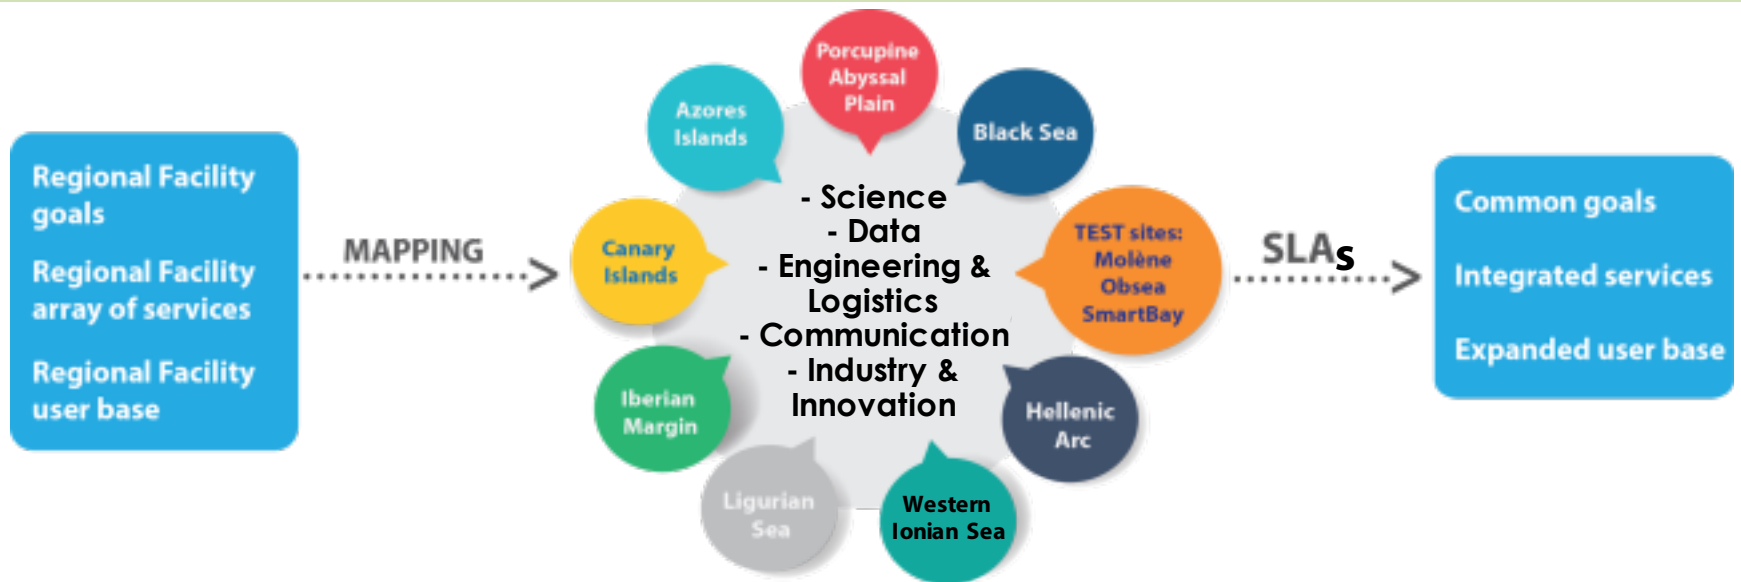 Regional Facility
goals
Regional Facility
array of services
Regional Facility
user base
MAPPING
Porcupine
Abyssal
Plain
Azores
Islands
Black Sea
Canary
Islands
TEST sites:
Molène
Obsea
SmartBay
Iberian
Margin
Hellenic
Arc
Ligurian
Sea
Western
Ionian Sea
- Science
- Data
- Engineering &
Logistics
- Communication
- Industry &
Innovation
SLAs
Common goals
Integrated services
Expanded user base